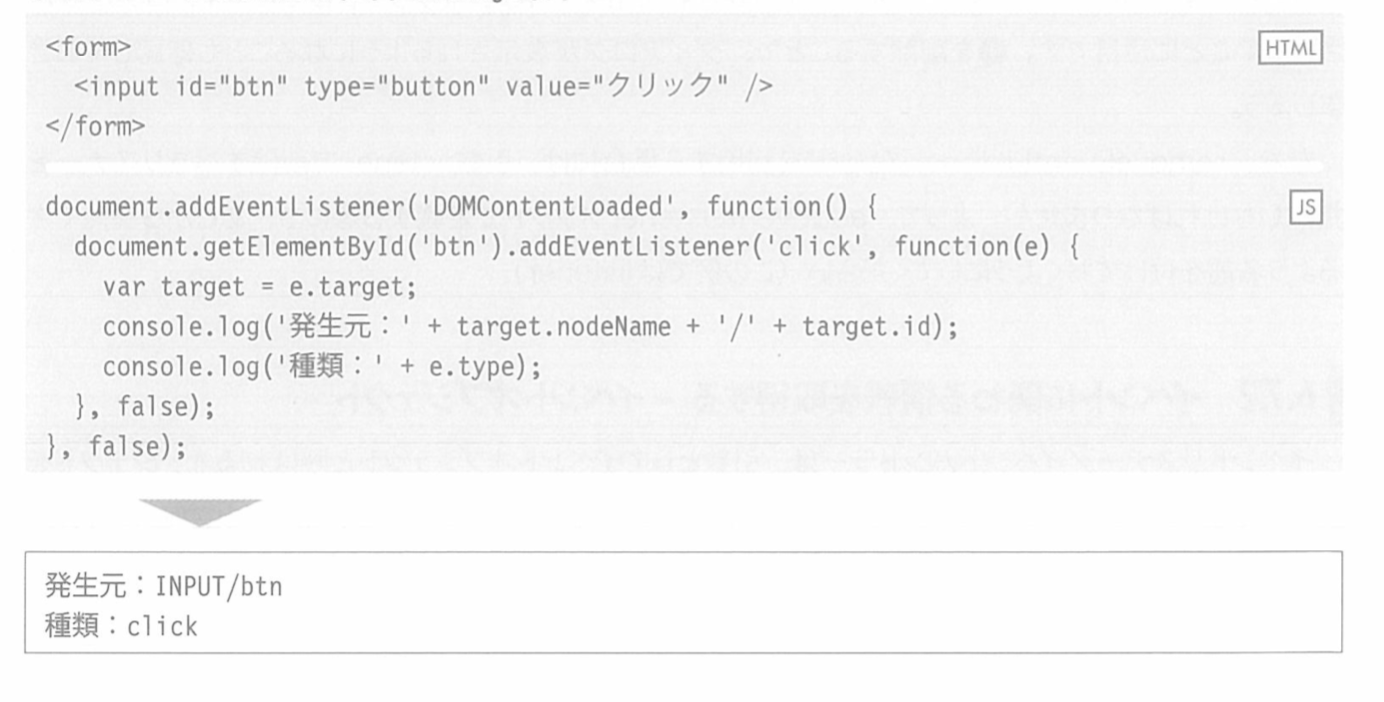 <form>
HTML
<input id="btn" type="button" value="クリック" />
</form>
document.addEventListener('DOMContentLoaded', function() {
JS
document.getElementById('btn').addEventListener('click', function(e) {
var target = e.target;
console.log('発生元：' + target.nodeName + '/' + target.id);
console.log('種類：' + e.type);
}, false);
}, false);
発生元：INPUT/btn
種類：click